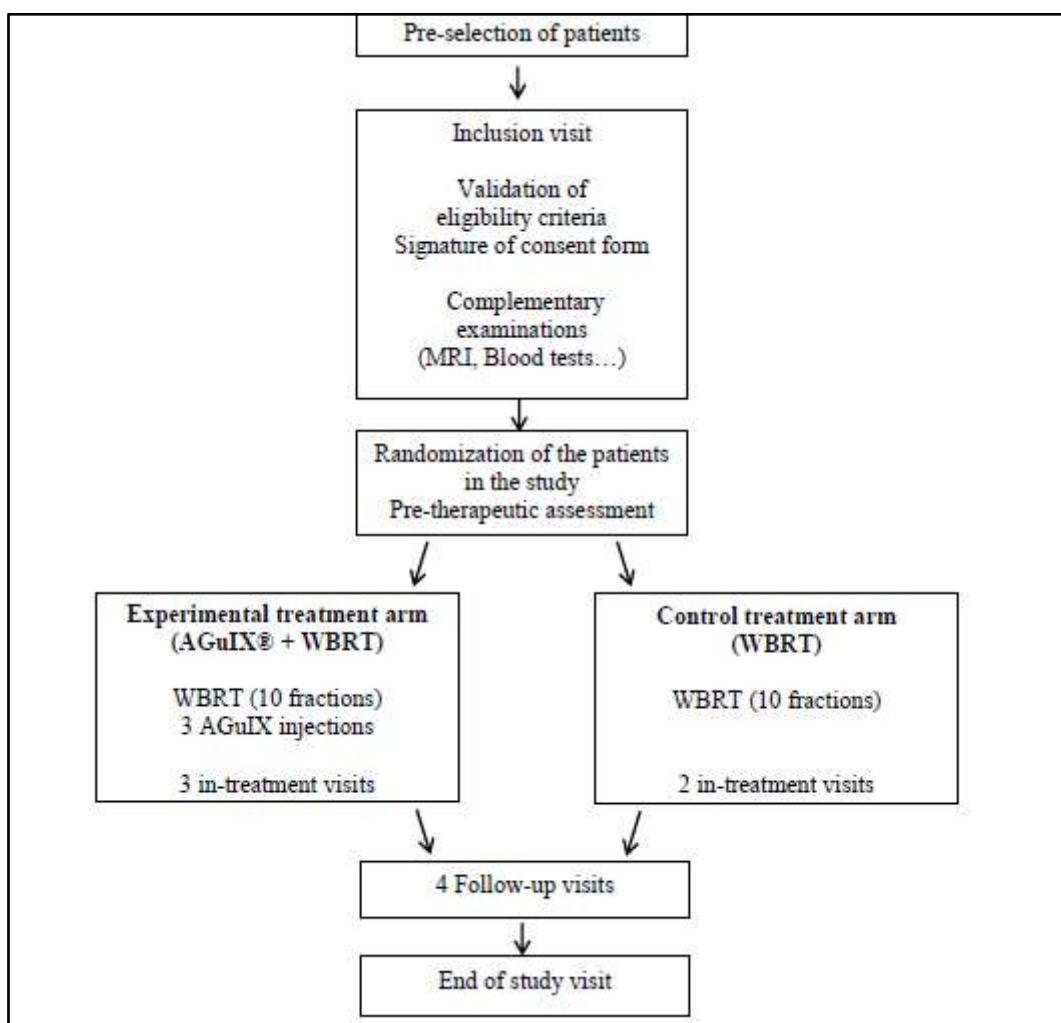 Pre-selection of patients
Inclusion visit
Validation of
eligibility criteria
Signature of consent form
Complementary
examinations
(MRI, Blood tests…)
Randomization of the patients
in the study
Pre-therapeutic assessment
Experimental treatment arm
(AGuIX® + WBRT)
WBRT (10 fractions)
3 AGuIX injections
3 in-treatment visits
Control treatment arm
(WBRT)
WBRT (10 fractions)
2 in-treatment visits
4 Follow-up visits
End of study visit